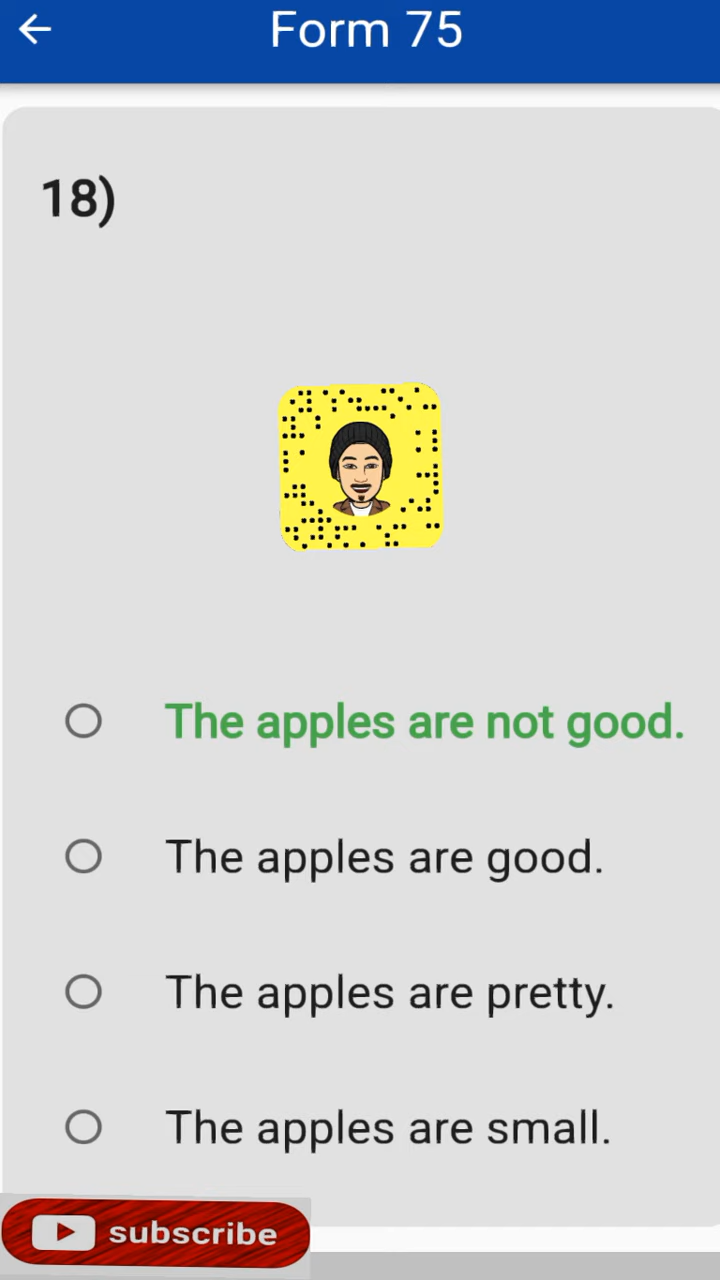 Form 75
18)
The apples are not good.
The apples are good.
The apples are pretty.
The apples are small.
subscribe